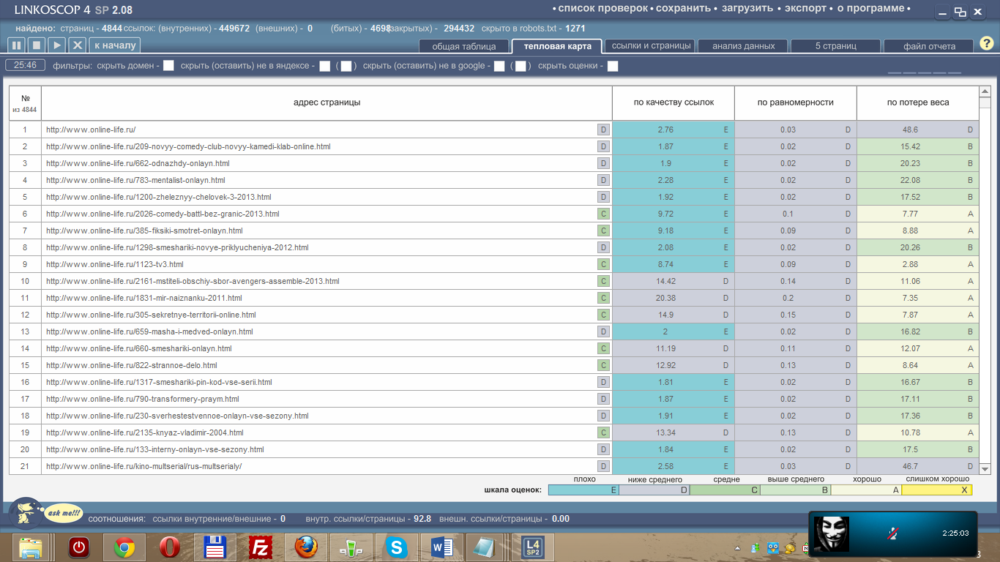 LINKOSCOP 4 SP 2.08
• список проверок • сохранить • загрузить • экспорт • о программе •
найдено: страниц - 4844 ссылок: (внутренних) - 449672 (внешних) - 0 (битых) - 4698 закрытых) - 294432 скрыто в robots.txt - 1271
к началу
общая таблица тепловая карта ссылки и страницы анализ данных 5 страниц файл отчета ?
25:46 фильтры: скрыть домен - скрыть (оставить) не в яндексе - ( ) скрыть (оставить) не в google - ( ) скрыть оценки -
№ из 4844 адрес страницы по качеству ссылок по равномерности по потере веса
1 http://www.online-life.ru/ D 2.76 E 0.03 D 48.6 D
2 http://www.online-life.ru/209-novyy-comedy-club-novyy-kamedi-klab-online.html D 1.87 E 0.02 D 15.42 B
3 http://www.online-life.ru/662-odnazhdy-onlayn.html D 1.9 E 0.02 D 20.23 B
4 http://www.online-life.ru/783-mentalist-onlayn.html D 2.28 E 0.02 D 22.08 B
5 http://www.online-life.ru/1200-zheleznyy-chelovek-3-2013.html D 1.92 E 0.02 D 17.52 B
6 http://www.online-life.ru/2026-comedy-battl-bez-granic-2013.html C 9.72 E 0.1 D 7.77 A
7 http://www.online-life.ru/385-fiksiki-smotret-onlayn.html C 9.18 E 0.09 D 8.88 A
8 http://www.online-life.ru/1298-smeshariki-novye-priklyucheniya-2012.html D 2.08 E 0.02 D 20.26 B
9 http://www.online-life.ru/1123-tv3.html C 8.74 E 0.09 D 2.88 A
10 http://www.online-life.ru/2161-mstiteli-obschiy-sbor-avengers-assemble-2013.html C 14.42 D 0.14 D 11.06 A
11 http://www.online-life.ru/1831-mir-naiznanku-2011.html C 20.38 D 0.2 D 7.35 A
12 http://www.online-life.ru/305-sekretnye-territorii-online.html C 14.9 D 0.15 D 7.87 A
13 http://www.online-life.ru/659-masha-i-medved-onlayn.html D 2 E 0.02 D 16.82 B
14 http://www.online-life.ru/660-smeshariki-onlayn.html C 11.19 D 0.11 D 12.07 A
15 http://www.online-life.ru/822-strannoe-delo.html C 12.92 D 0.13 D 8.64 A
16 http://www.online-life.ru/1317-smeshariki-pin-kod-vse-serii.html D 1.81 E 0.02 D 16.67 B
17 http://www.online-life.ru/790-transformery-praym.html D 1.87 E 0.02 D 17.11 B
18 http://www.online-life.ru/230-sverhestestvennoe-onlayn-vse-sezony.html D 1.91 E 0.02 D 17.36 B
19 http://www.online-life.ru/2135-knyaz-vladimir-2004.html C 13.34 D 0.13 D 10.78 A
20 http://www.online-life.ru/133-interny-onlayn-vse-sezony.html D 1.84 E 0.02 D 17.5 B
21 http://www.online-life.ru/kino-multserial/rus-multserialy/ D 2.58 E 0.03 D 46.7 D
плохо ниже среднего средне выше среднего хорошо слишком хорошо
шкала оценок: E D C B A X
ask me!!!
соотношения: ссылки внутренние/внешние - 0 внутр. ссылки/страницы - 92.8 внешн. ссылки/страницы - 0.00
2:25:03
L4
SP2